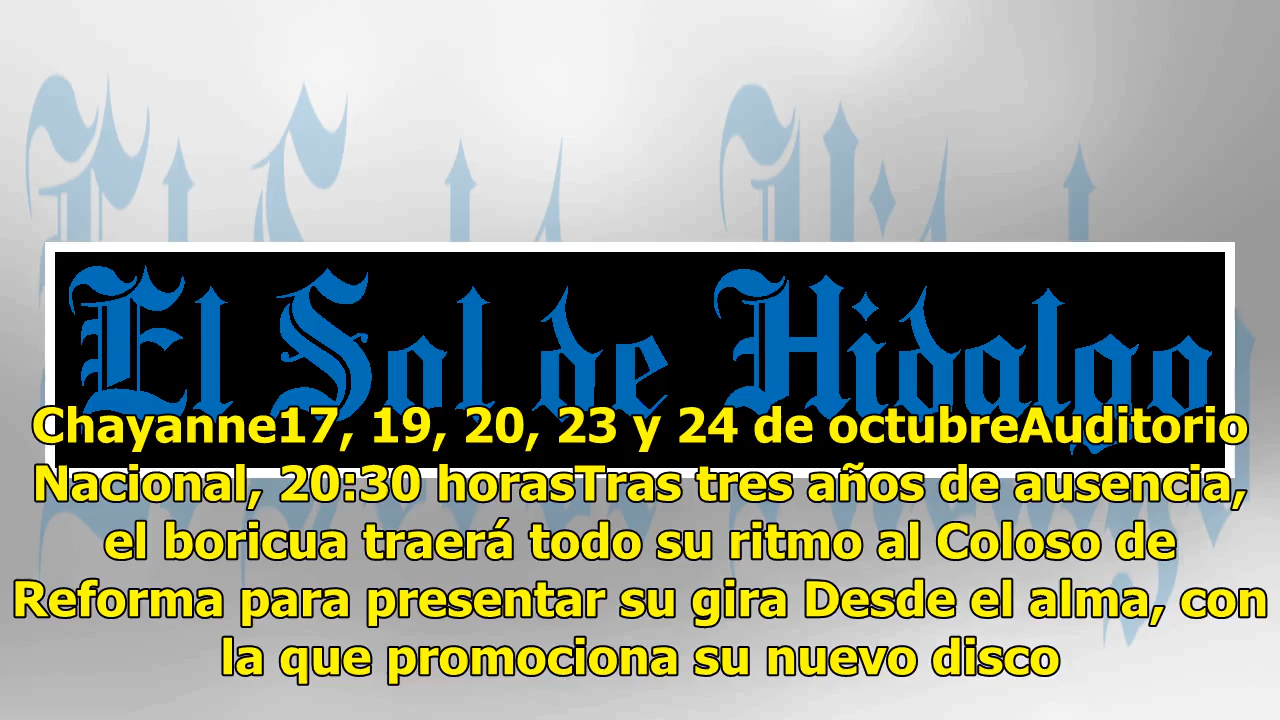 El Sol de Hidalgo
Chayanne17, 19, 20, 23 y 24 de octubreAuditorio
Nacional, 20:30 horasTras tres años de ausencia,
el boricua traerá todo su ritmo al Coloso de
Reforma para presentar su gira Desde el alma, con
la que promociona su nuevo disco